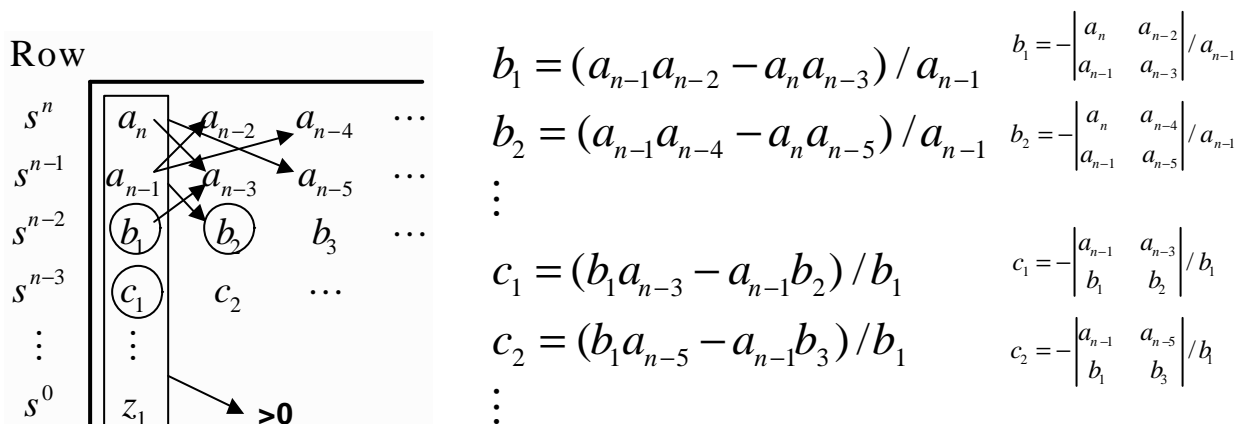 Row
s^n a_n a_{n-2} a_{n-4} ⋯
s^{n-1} a_{n-1} a_{n-3} a_{n-5} ⋯
s^{n-2} b_1 b_2 b_3 ⋯
s^{n-3} c_1 c_2 ⋯
⋮ ⋮
s^0 z_1 >0
b_1 = (a_{n-1}a_{n-2} − a_n a_{n-3}) / a_{n-1}
b_2 = (a_{n-1}a_{n-4} − a_n a_{n-5}) / a_{n-1}
⋮
c_1 = (b_1 a_{n-3} − a_{n-1}b_2) / b_1
c_2 = (b_1 a_{n-5} − a_{n-1}b_3) / b_1
⋮
b_1 = −|a_n a_{n-2}; a_{n-1} a_{n-3}| / a_{n-1}
b_2 = −|a_n a_{n-4}; a_{n-1} a_{n-5}| / a_{n-1}
c_1 = −|a_{n-1} a_{n-3}; b_1 b_2| / b_1
c_2 = −|a_{n-1} a_{n-5}; b_1 b_3| / b_1